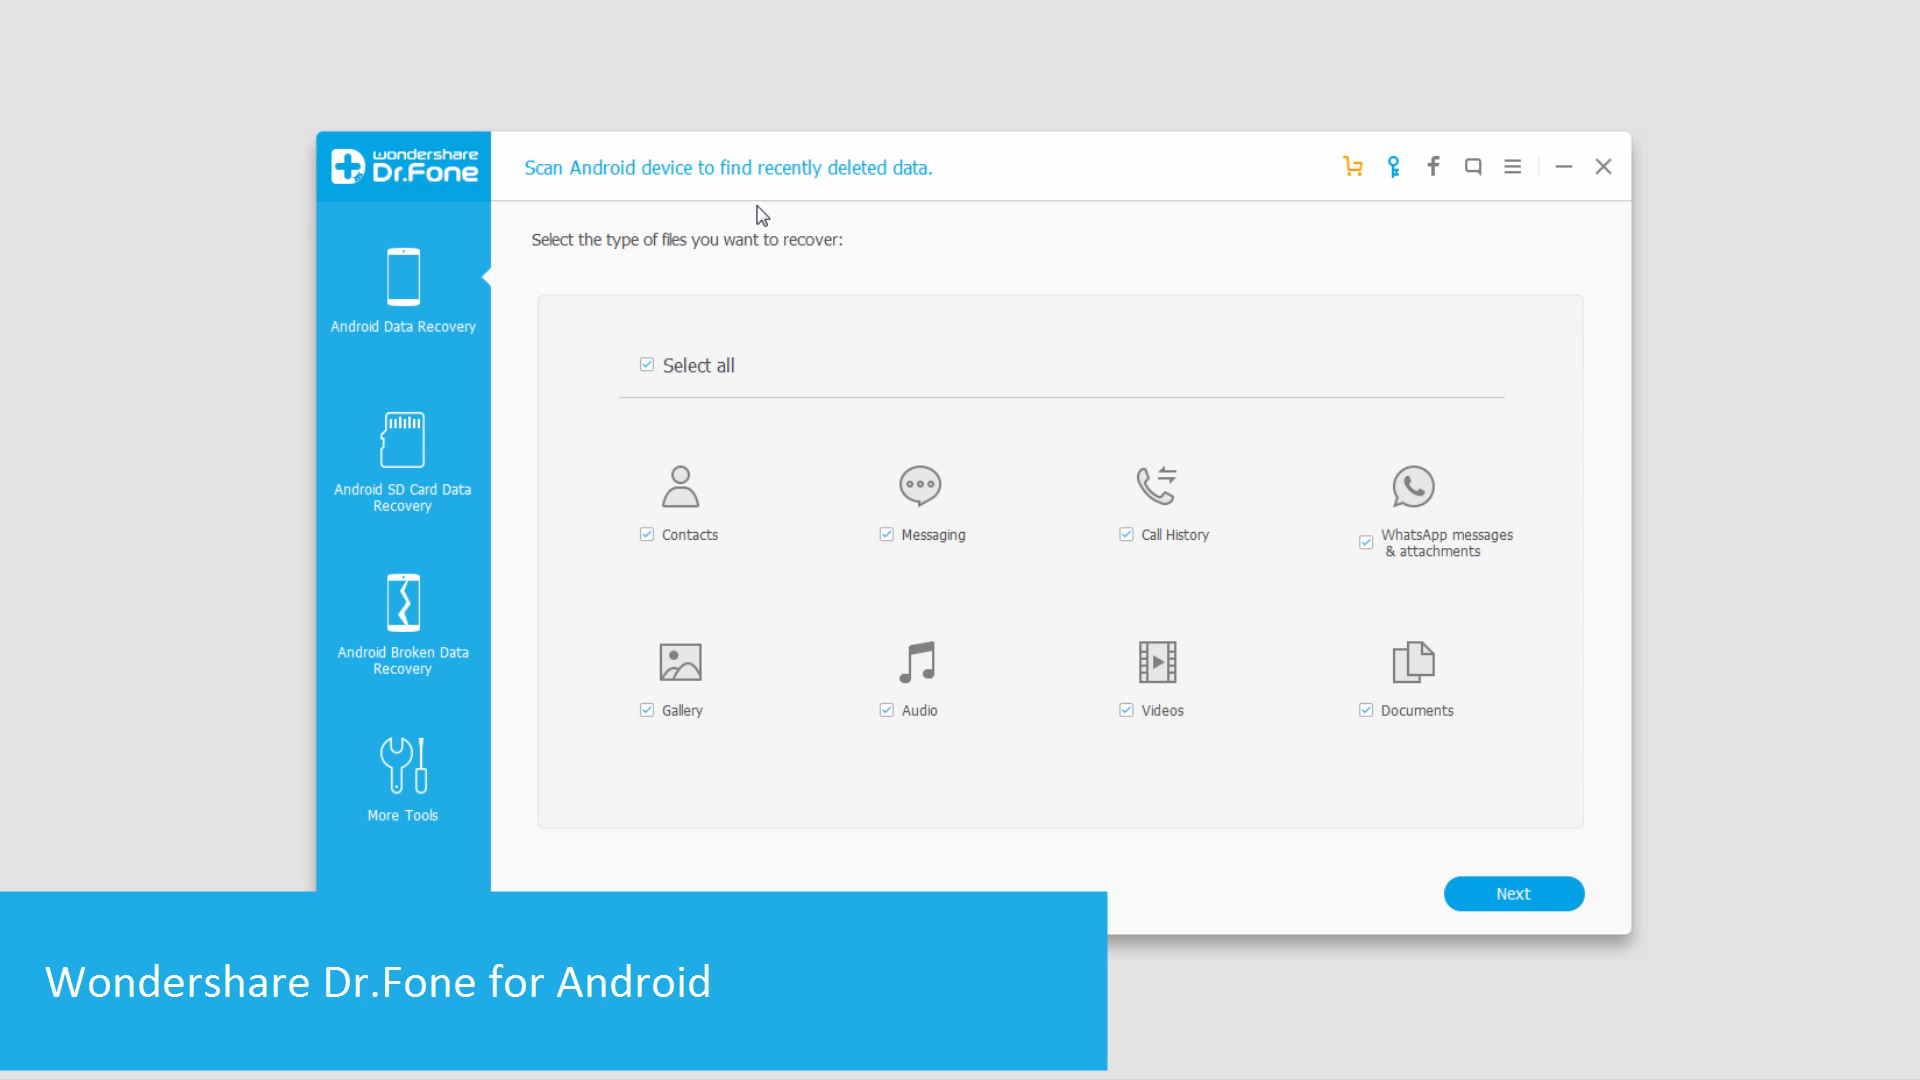 wondershare
Dr.Fone
Scan Android device to find recently deleted data.
Select the type of files you want to recover:
Android Data Recovery
Android SD Card Data
Recovery
Android Broken Data
Recovery
More Tools
Select all
Contacts
Messaging
Call History
WhatsApp messages
& attachments
Gallery
Audio
Videos
Documents
Next
Wondershare Dr.Fone for Android